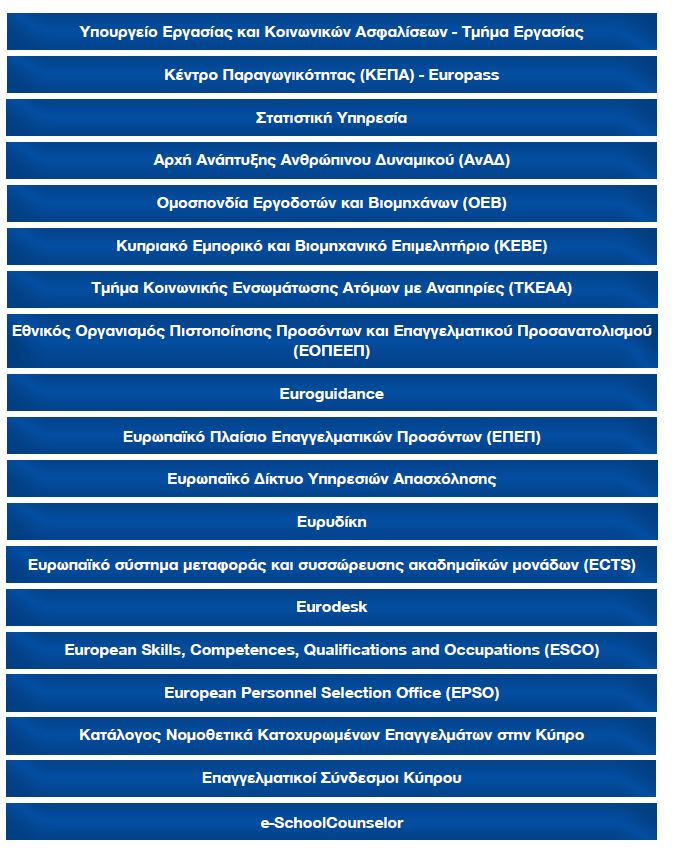 Υπουργείο Εργασίας και Κοινωνικών Ασφαλίσεων - Τμήμα Εργασίας
Κέντρο Παραγωγικότητας (ΚΕΠΑ) - Europass
Στατιστική Υπηρεσία
Αρχή Ανάπτυξης Ανθρώπινου Δυναμικού (ΑνΑΔ)
Ομοσπονδία Εργοδοτών και Βιομηχάνων (ΟΕΒ)
Κυπριακό Εμπορικό και Βιομηχανικό Επιμελητήριο (ΚΕΒΕ)
Τμήμα Κοινωνικής Ενσωμάτωσης Ατόμων με Αναπηρίες (ΤΚΕΑΑ)
Εθνικός Οργανισμός Πιστοποίησης Προσόντων και Επαγγελματικού Προσανατολισμού
(ΕΟΠΕΕΠ)
Euroguidance
Ευρωπαϊκό Πλαίσιο Επαγγελματικών Προσόντων (ΕΠΕΠ)
Ευρωπαϊκό Δίκτυο Υπηρεσιών Απασχόλησης
Ευρυδίκη
Ευρωπαϊκό σύστημα μεταφοράς και συσσώρευσης ακαδημαϊκών μονάδων (ECTS)
Eurodesk
European Skills, Competences, Qualifications and Occupations (ESCO)
European Personnel Selection Office (EPSO)
Κατάλογος Νομοθετικά Κατοχυρωμένων Επαγγελμάτων στην Κύπρο
Επαγγελματικοί Σύνδεσμοι Κύπρου
e-SchoolCounselor